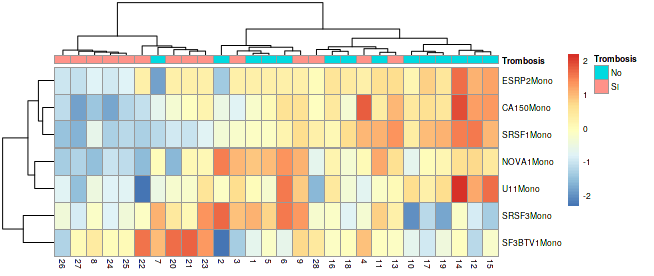 Trombosis
ESRP2Mono
CA150Mono
SRSF1Mono
NOVA1Mono
U11Mono
SRSF3Mono
SF3BTV1Mono
26 27 8 24 25 22 7 20 21 23 2 3 1 5 6 9 28 16 18 4 11 13 10 17 19 14 12 15
2
1
0
-1
-2
Trombosis
No
SI